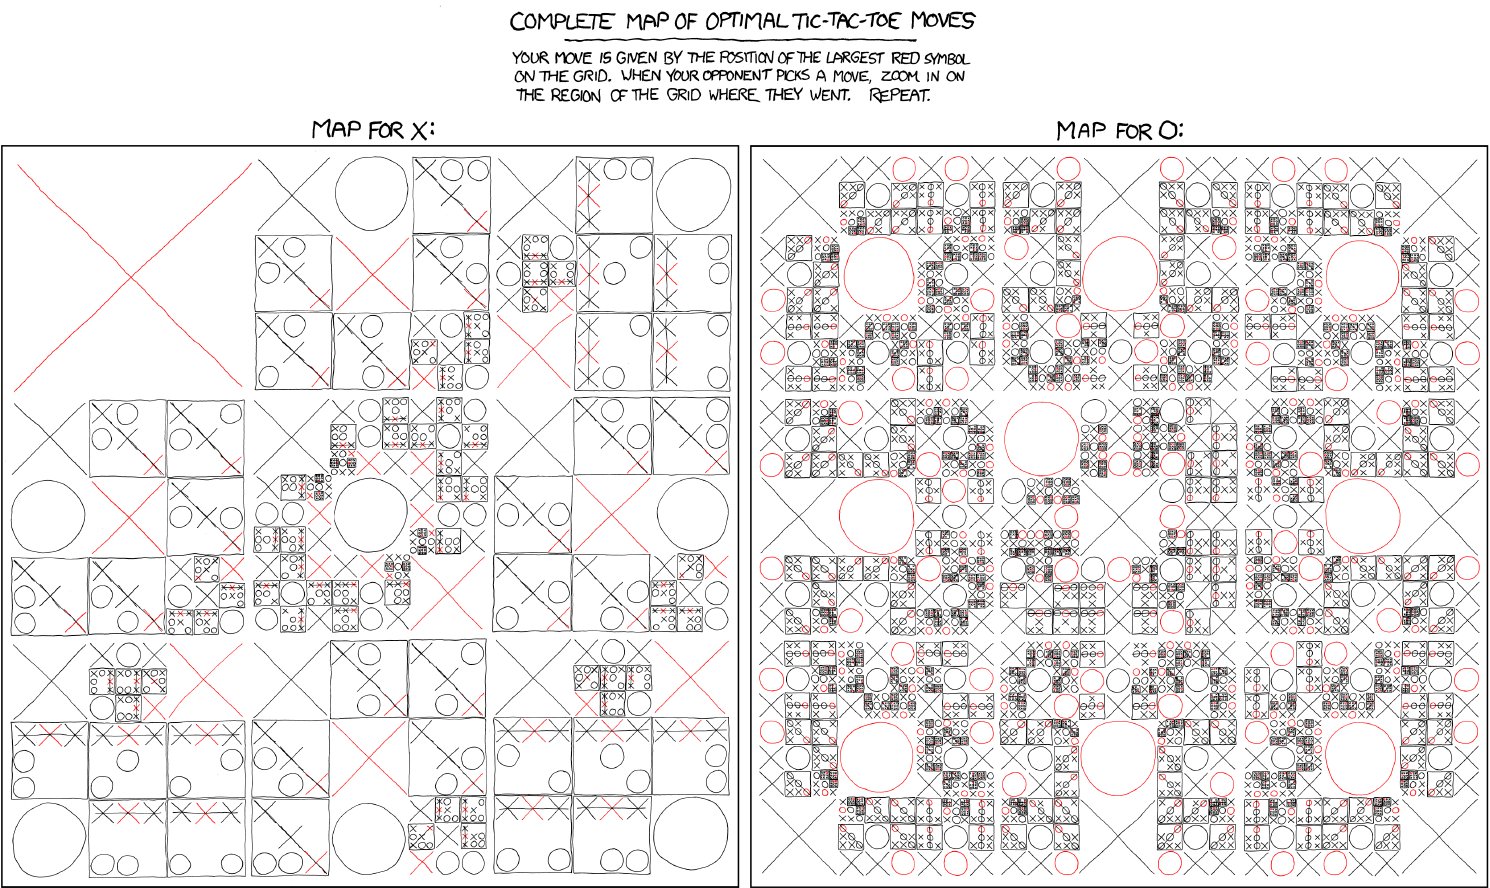 COMPLETE MAP OF OPTIMAL TIC-TAC-TOE MOVES
YOUR MOVE IS GIVEN BY THE POSITION OF THE LARGEST RED SYMBOL
ON THE GRID. WHEN YOUR OPPONENT PICKS A MOVE, ZOOM IN ON
THE REGION OF THE GRID WHERE THEY WENT. REPEAT.
MAP FOR X:
MAP FOR O: